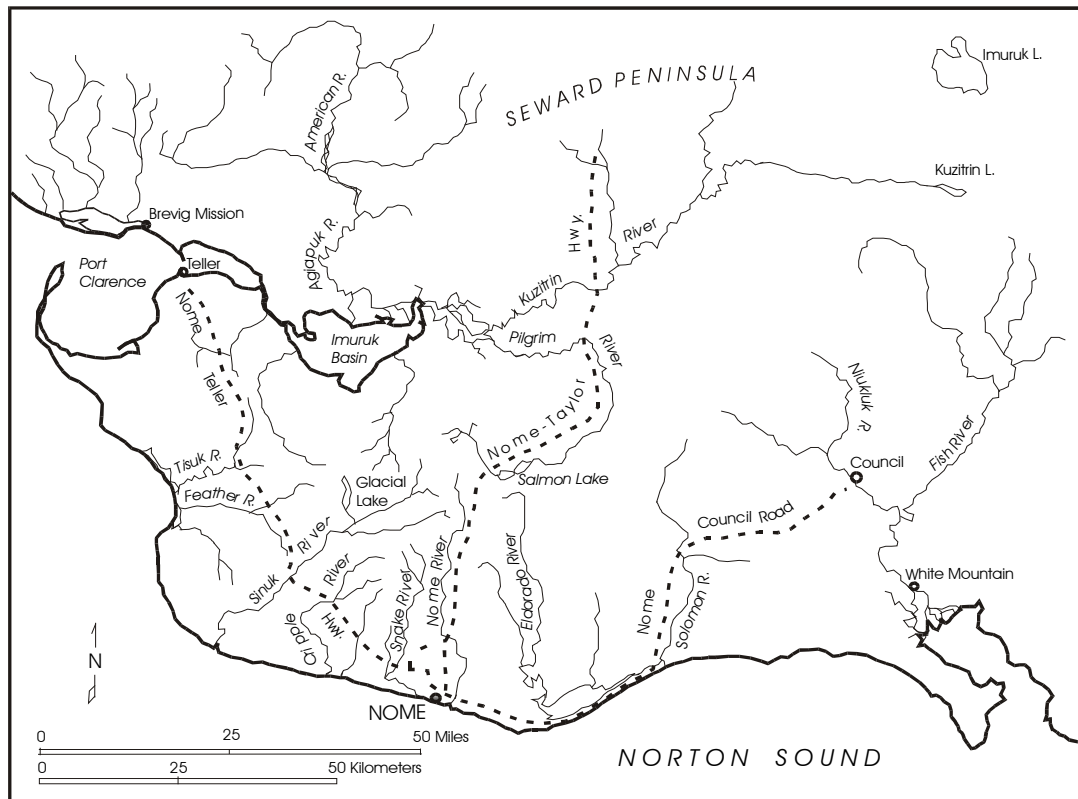 Imuruk L.
SEWARD PENINSULA
American R.
Kuzitrin L.
Brevig Mission
Agiapuk R.
Hwy.
River
Port
Clarence
Teller
Kuzitrin
Nome
Imuruk
Basin
Pilgrim
River
Teller
Niukluk R.
Nome-Taylor
Fish River
Tisuk R.
Glacial
Lake
Salmon Lake
Council
Feather R.
Council Road
River
Sinuk
River
Snake River
Nome River
Eldorado River
White Mountain
Cripple
Hwy.
Nome
Solomon R.
N
NOME
0 25 50 Miles
0 25 50 Kilometers
NORTON SOUND